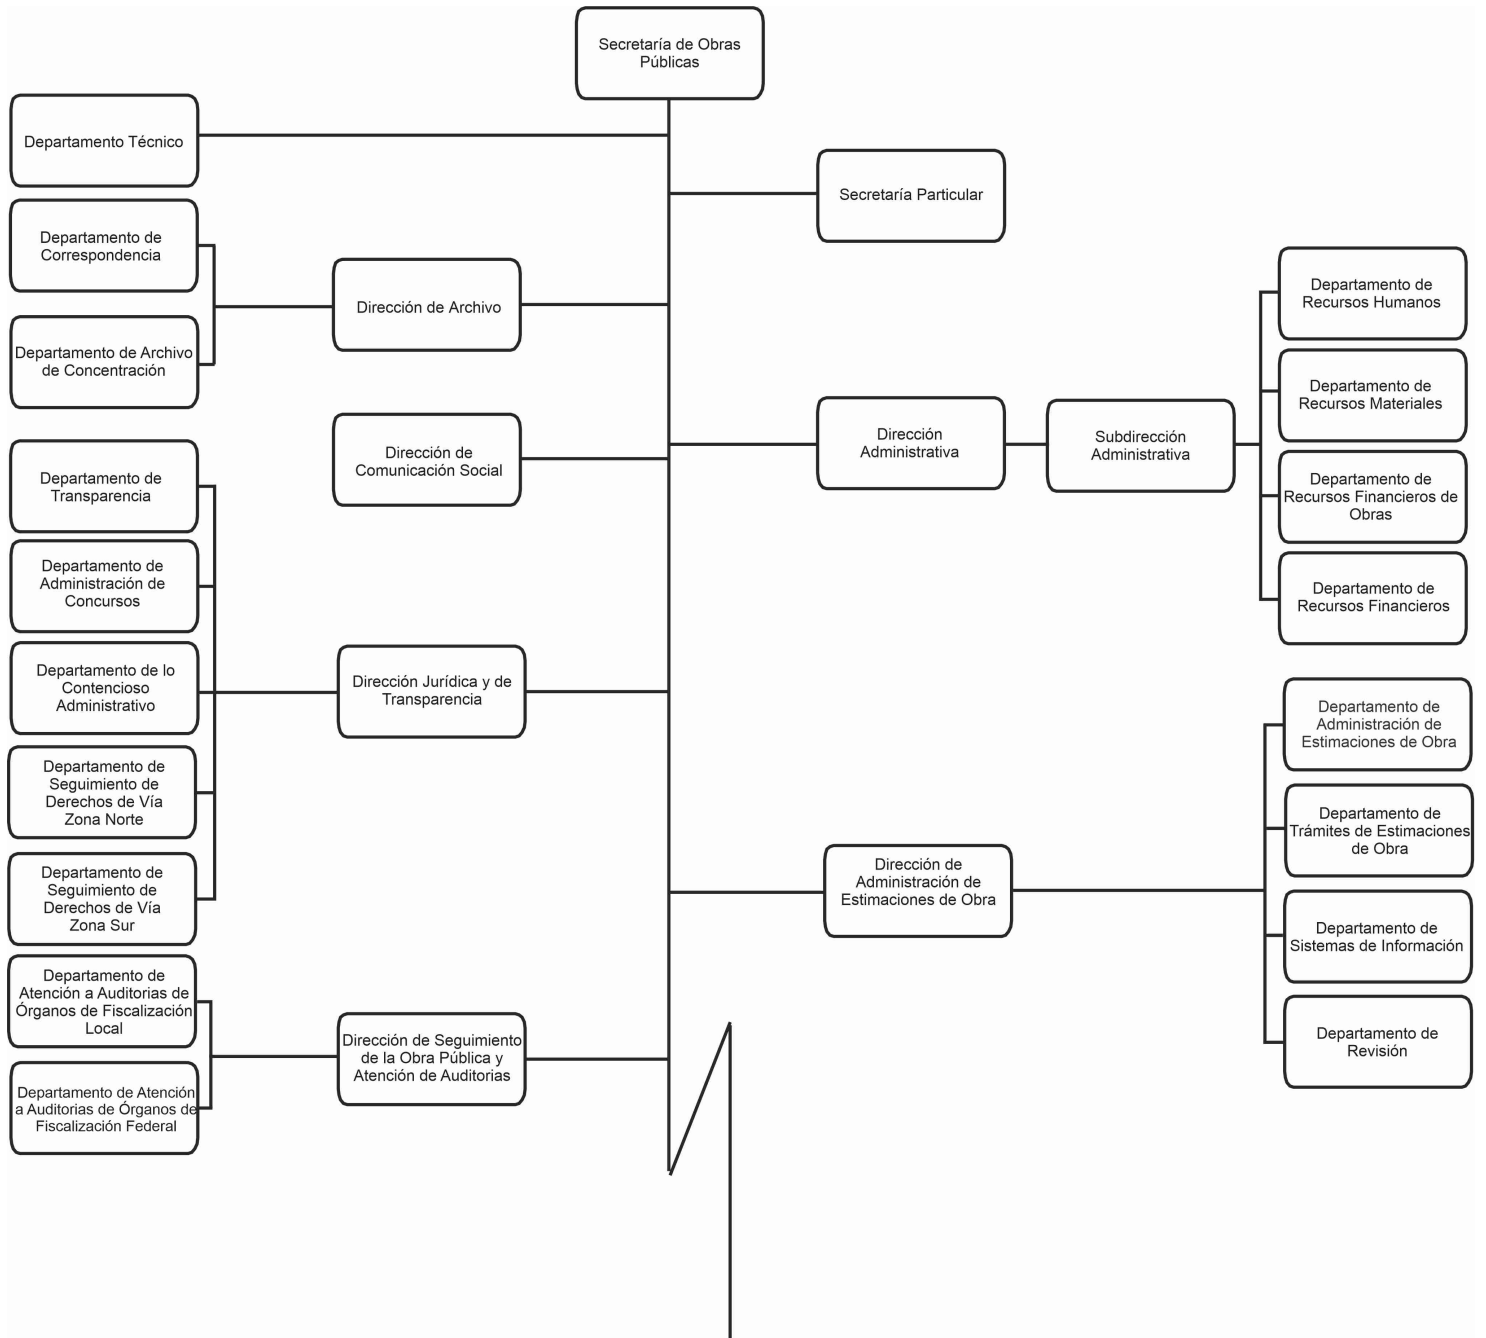 Secretaría de Obras
Públicas
Departamento Técnico
Secretaría Particular
Departamento de
Correspondencia
Dirección de Archivo
Departamento de Archivo
de Concentración
Departamento de
Recursos Humanos
Departamento de
Recursos Materiales
Dirección
Administrativa
Subdirección
Administrativa
Departamento de
Recursos Financieros de
Obras
Departamento de
Recursos Financieros
Dirección de
Comunicación Social
Departamento de
Transparencia
Departamento de
Administración de
Concursos
Departamento de lo
Contencioso
Administrativo
Dirección Jurídica y de
Transparencia
Departamento de
Seguimiento de
Derechos de Vía
Zona Norte
Departamento de
Seguimiento de
Derechos de Vía
Zona Sur
Departamento de
Administración de
Estimaciones de Obra
Departamento de
Trámites de Estimaciones
de Obra
Dirección de
Administración de
Estimaciones de Obra
Departamento de
Sistemas de Información
Departamento de
Revisión
Departamento de
Atención a Auditorias de
Órganos de Fiscalización
Local
Dirección de Seguimiento
de la Obra Pública y
Atención de Auditorias
Departamento de Atención
a Auditorias de Órganos de
Fiscalización Federal